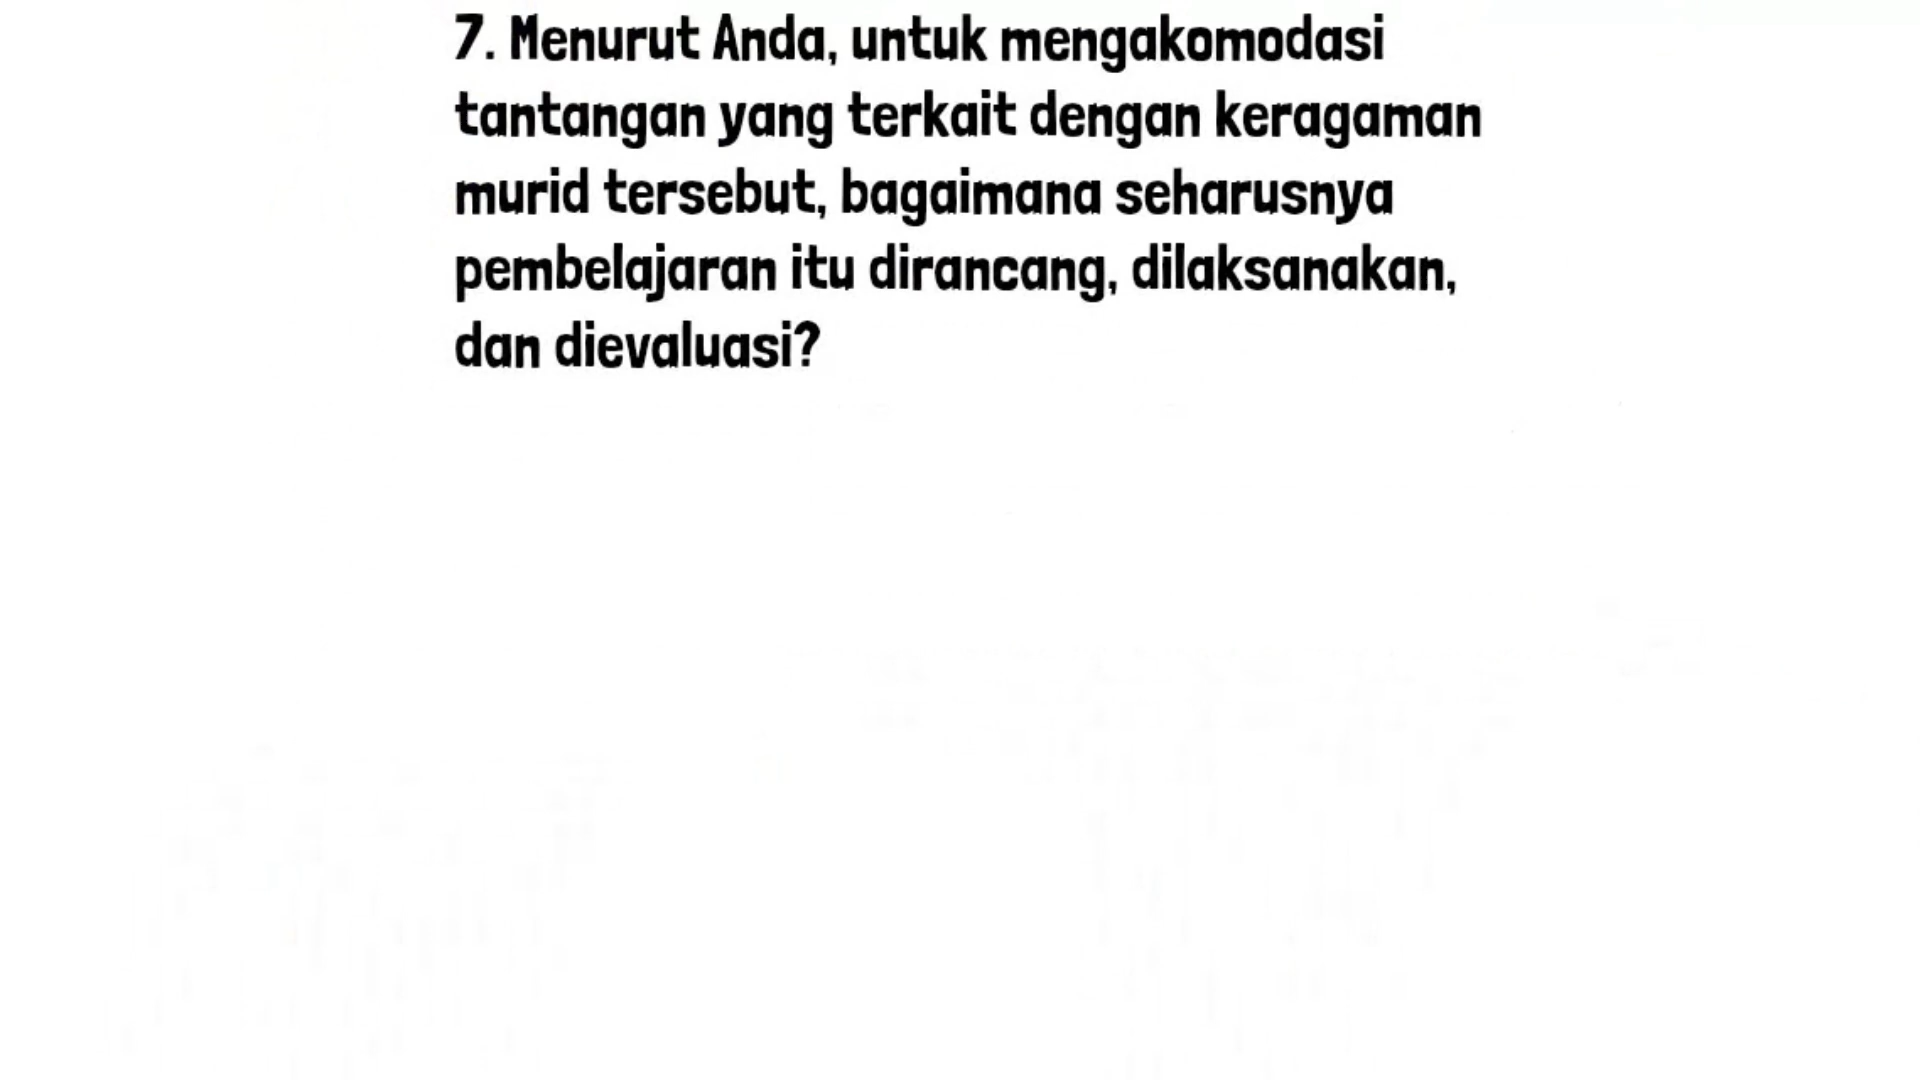 7. Menurut Anda, untuk mengakomodasi
tantangan yang terkait dengan keragaman
murid tersebut, bagaimana seharusnya
pembelajaran itu dirancang, dilaksanakan,
dan dievaluasi?